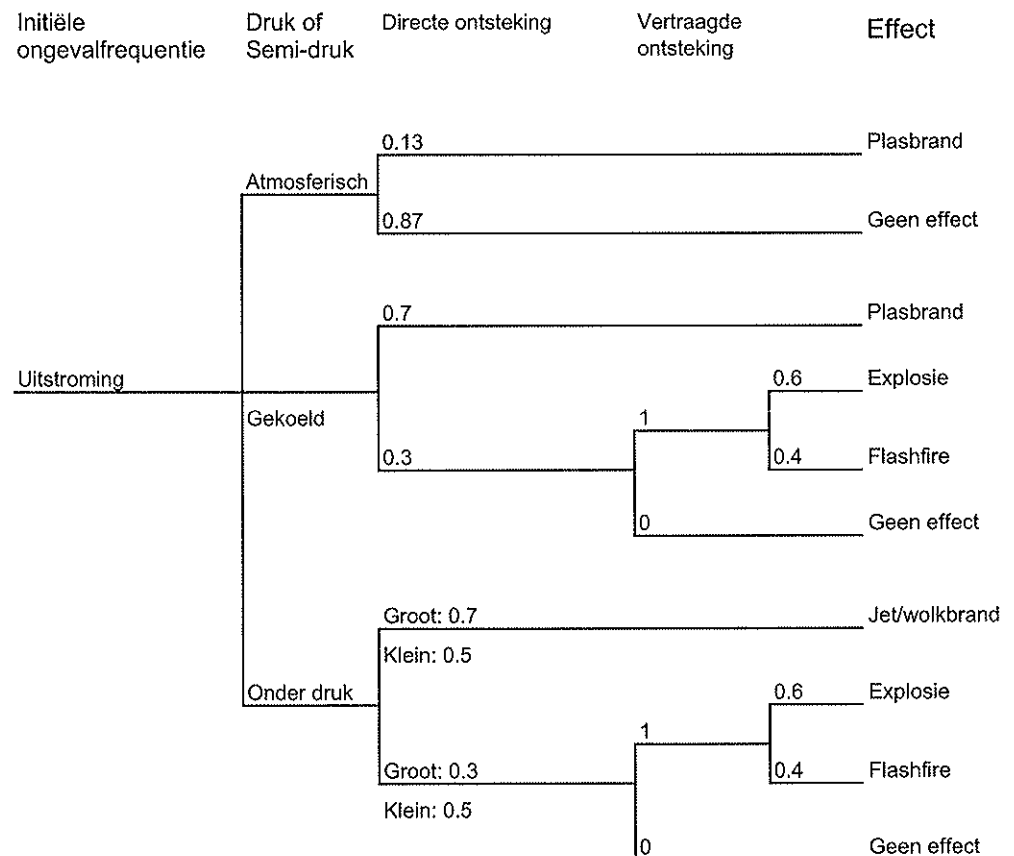 Initiële ongevalfrequentie
Druk of Semi-druk
Directe ontsteking
Vertraagde ontsteking
Effect
0.13
Plasbrand
Atmosferisch
0.87
Geen effect
0.7
Plasbrand
Uitstroming
0.6
Explosie
Gekoeld
1
0.3
0.4
Flashfire
0
Geen effect
Groot: 0.7
Jet/wolkbrand
Klein: 0.5
Onder druk
0.6
Explosie
1
Groot: 0.3
0.4
Flashfire
Klein: 0.5
0
Geen effect